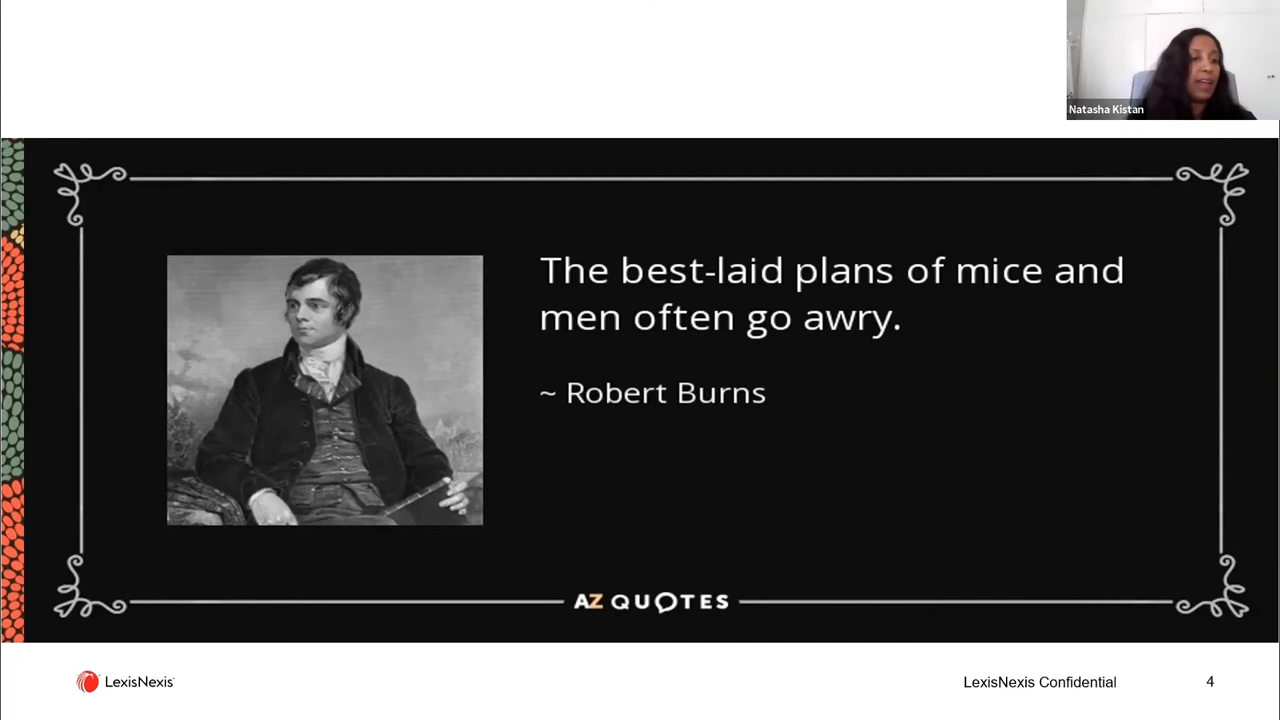 Natasha Kistan
The best-laid plans of mice and
men often go awry.
~ Robert Burns
AZ QUOTES
LexisNexis
LexisNexis Confidential
4